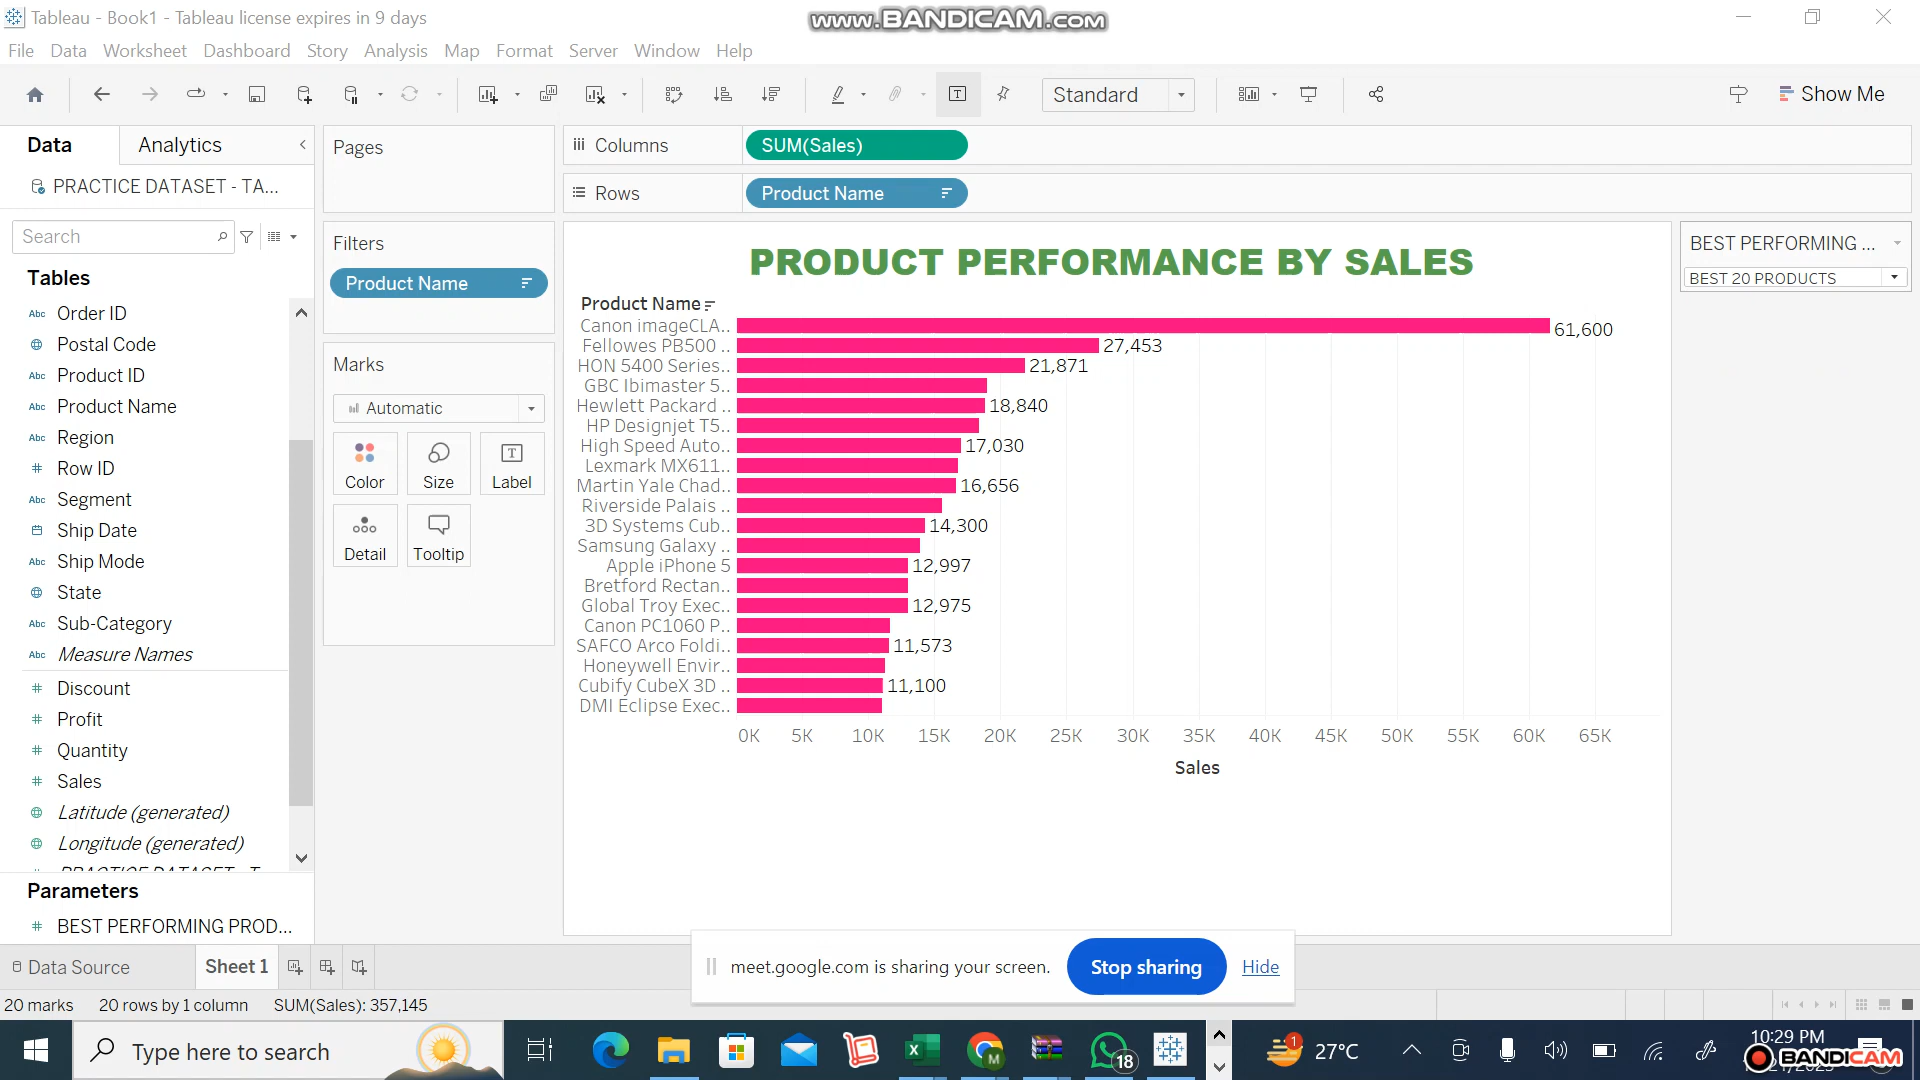 Tableau - Book1 - Tableau license expires in 9 days
www.BANDICAM.COM
File Data Worksheet Dashboard Story Analysis Map Format Server Window Help
Standard
Show Me
Data
Analytics
PRACTICE DATASET - TA...
Search
Tables
Order ID
Postal Code
Product ID
Product Name
Region
Row ID
Segment
Ship Date
Ship Mode
State
Sub-Category
Measure Names
Discount
Profit
Quantity
Sales
Latitude (generated)
Longitude (generated)
Parameters
BEST PERFORMING PROD...
Pages
Filters
Product Name
Marks
Automatic
Color
Size
Label
Detail
Tooltip
Columns
SUM(Sales)
Rows
Product Name
PRODUCT PERFORMANCE BY SALES
Product Name
Canon imageCLA.. 61,600
Fellowes PB500 .. 27,453
HON 5400 Series.. 21,871
GBC Ibimaster 5..
Hewlett Packard .. 18,840
HP Designjet T5..
High Speed Auto.. 17,030
Lexmark MX611..
Martin Yale Chad.. 16,656
Riverside Palais ..
3D Systems Cub.. 14,300
Samsung Galaxy ..
Apple iPhone 5 12,997
Bretford Rectan..
Global Troy Exec.. 12,975
Canon PC1060 P..
SAFCO Arco Foldi.. 11,573
Honeywell Envir..
Cubify CubeX 3D .. 11,100
DMI Eclipse Exec..
0K 5K 10K 15K 20K 25K 30K 35K 40K 45K 50K 55K 60K 65K
Sales
BEST PERFORMING ...
BEST 20 PRODUCTS
meet.google.com is sharing your screen.
Stop sharing
Hide
Data Source
Sheet 1
20 marks 20 rows by 1 column SUM(Sales): 357,145
Type here to search
18
1
27°C
10:29 PM
BANDICAM